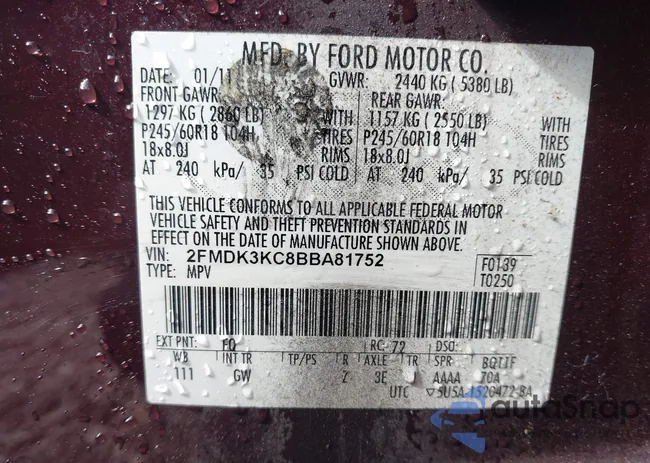 MFD. BY FORD MOTOR CO.
DATE: 01/11 GVWR: 2440 KG ( 5380 LB)
FRONT GAWR: REAR GAWR:
1297 KG ( 2860 LB) WITH 1157 KG ( 2550 LB) WITH
P245/60R18 104H TIRES P245/60R18 104H TIRES
18x8.0J RIMS 18x8.0J RIMS
AT 240 kPa/ 35 PSI COLD AT 240 kPa/ 35 PSI COLD
THIS VEHICLE CONFORMS TO ALL APPLICABLE FEDERAL MOTOR
VEHICLE SAFETY AND THEFT PREVENTION STANDARDS IN
EFFECT ON THE DATE OF MANUFACTURE SHOWN ABOVE.
VIN: 2FMDK3KC8BBA81752
TYPE: MPV
F0139
T0250
EXT PNT: RC: 72 DSO:
WB INT TR TP/PS R AXLE TR SPR
111 GW Z 3E AAAA 70A
UTC 5U5A-1520472-BA
autoSnap